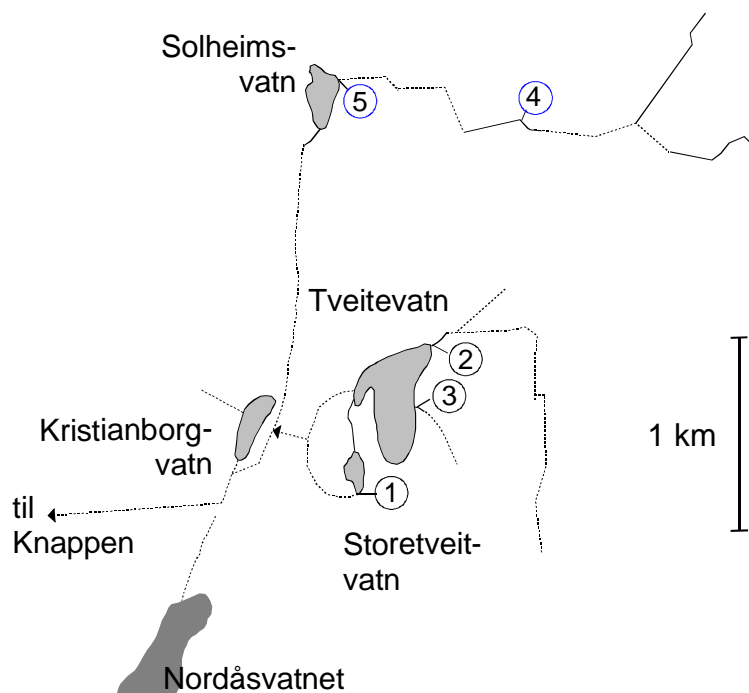 Solheims-
vatn
5
4
Tveitevatn
2
3
Kristianborg-
vatn
1 km
1
til
Knappen
Storetveit-
vatn
Nordåsvatnet